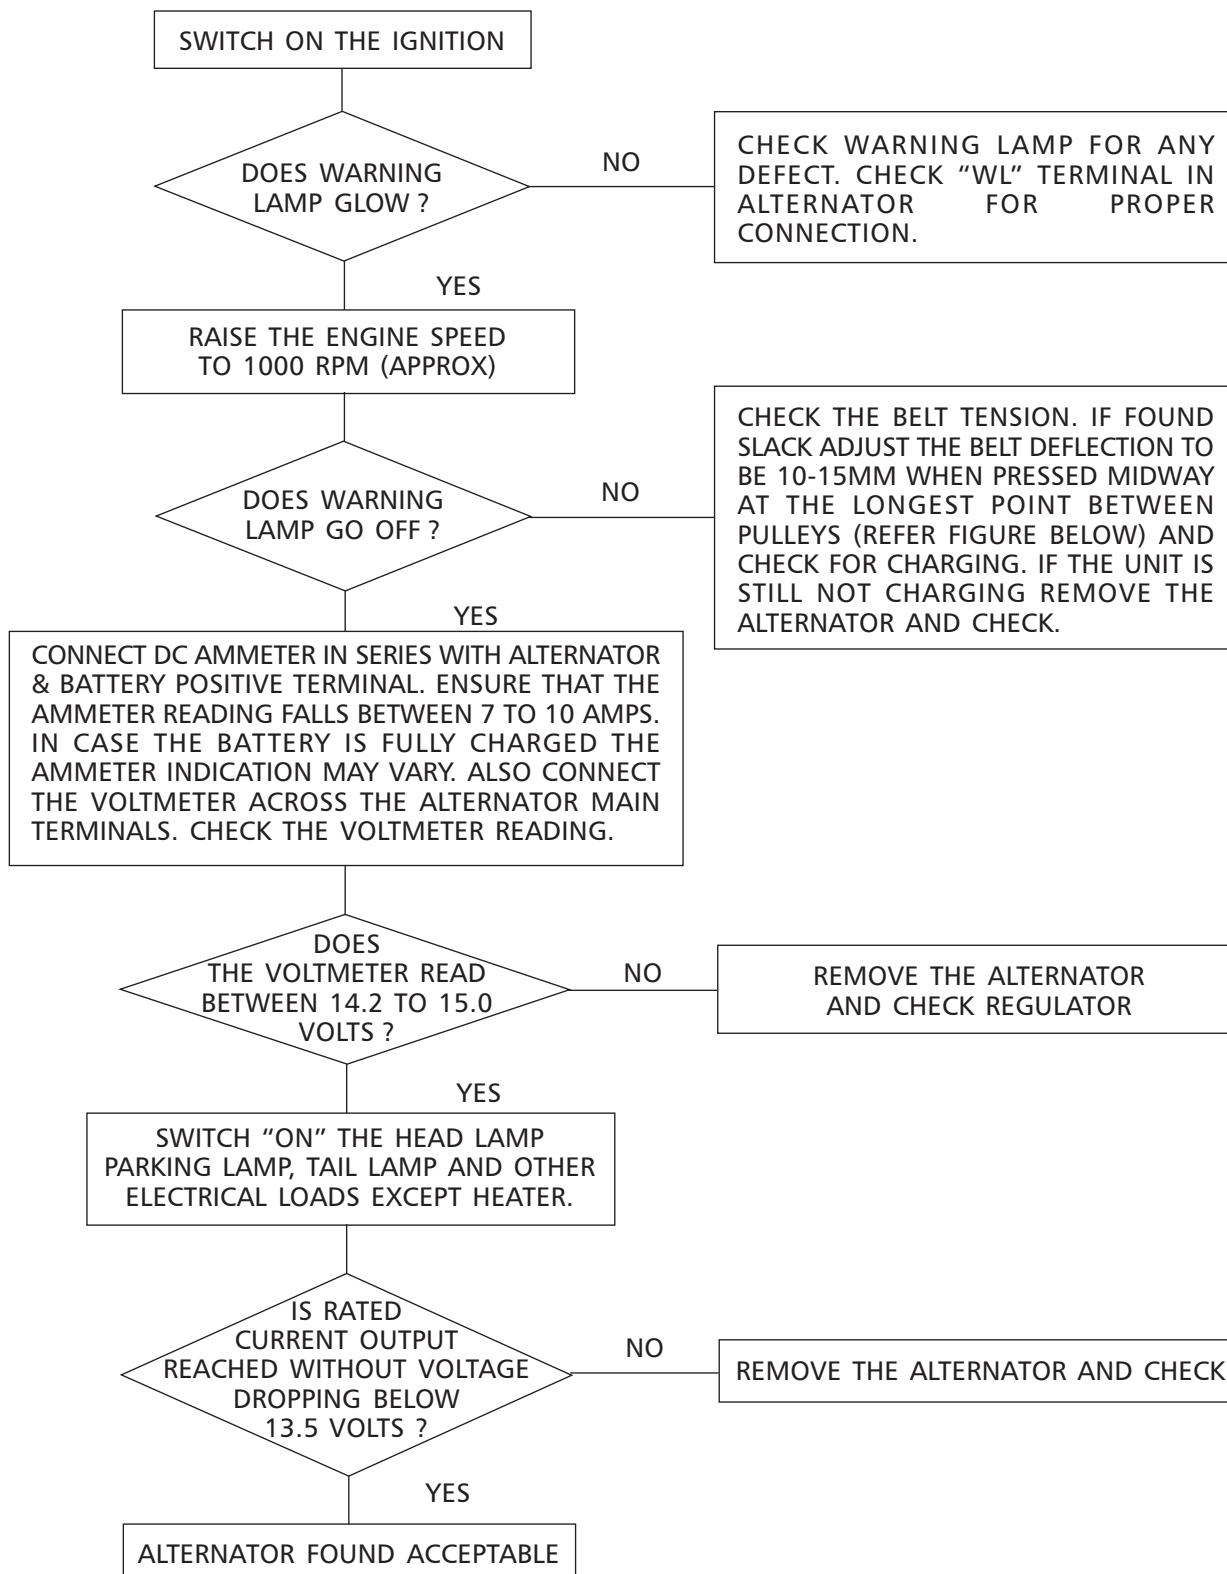 SWITCH ON THE IGNITION
DOES WARNING
LAMP GLOW ?
NO
CHECK WARNING LAMP FOR ANY
DEFECT. CHECK “WL” TERMINAL IN
ALTERNATOR FOR PROPER
CONNECTION.
YES
RAISE THE ENGINE SPEED
TO 1000 RPM (APPROX)
DOES WARNING
LAMP GO OFF ?
NO
CHECK THE BELT TENSION. IF FOUND
SLACK ADJUST THE BELT DEFLECTION TO
BE 10-15MM WHEN PRESSED MIDWAY
AT THE LONGEST POINT BETWEEN
PULLEYS (REFER FIGURE BELOW) AND
CHECK FOR CHARGING. IF THE UNIT IS
STILL NOT CHARGING REMOVE THE
ALTERNATOR AND CHECK.
YES
CONNECT DC AMMETER IN SERIES WITH ALTERNATOR
& BATTERY POSITIVE TERMINAL. ENSURE THAT THE
AMMETER READING FALLS BETWEEN 7 TO 10 AMPS.
IN CASE THE BATTERY IS FULLY CHARGED THE
AMMETER INDICATION MAY VARY. ALSO CONNECT
THE VOLTMETER ACROSS THE ALTERNATOR MAIN
TERMINALS. CHECK THE VOLTMETER READING.
DOES
THE VOLTMETER READ
BETWEEN 14.2 TO 15.0
VOLTS ?
NO
REMOVE THE ALTERNATOR
AND CHECK REGULATOR
YES
SWITCH “ON” THE HEAD LAMP
PARKING LAMP, TAIL LAMP AND OTHER
ELECTRICAL LOADS EXCEPT HEATER.
IS RATED
CURRENT OUTPUT
REACHED WITHOUT VOLTAGE
DROPPING BELOW
13.5 VOLTS ?
NO
REMOVE THE ALTERNATOR AND CHECK
YES
ALTERNATOR FOUND ACCEPTABLE